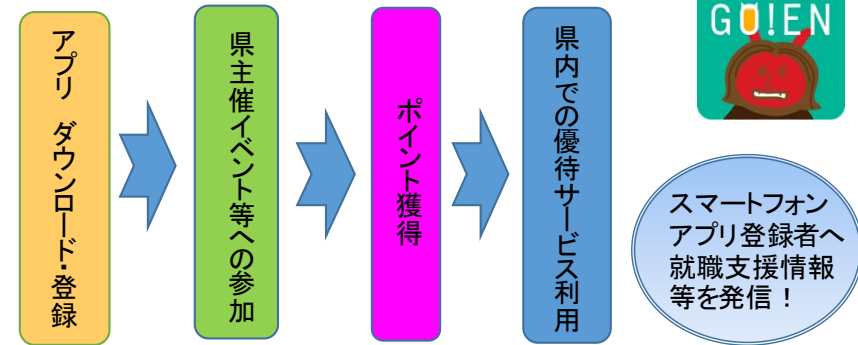 アプリ ダウンロード・登録
県主催イベント等への参加
ポイント獲得
県内での優待サービス利用
GO!EN
スマートフォン
アプリ登録者へ
就職支援情報
等を発信！